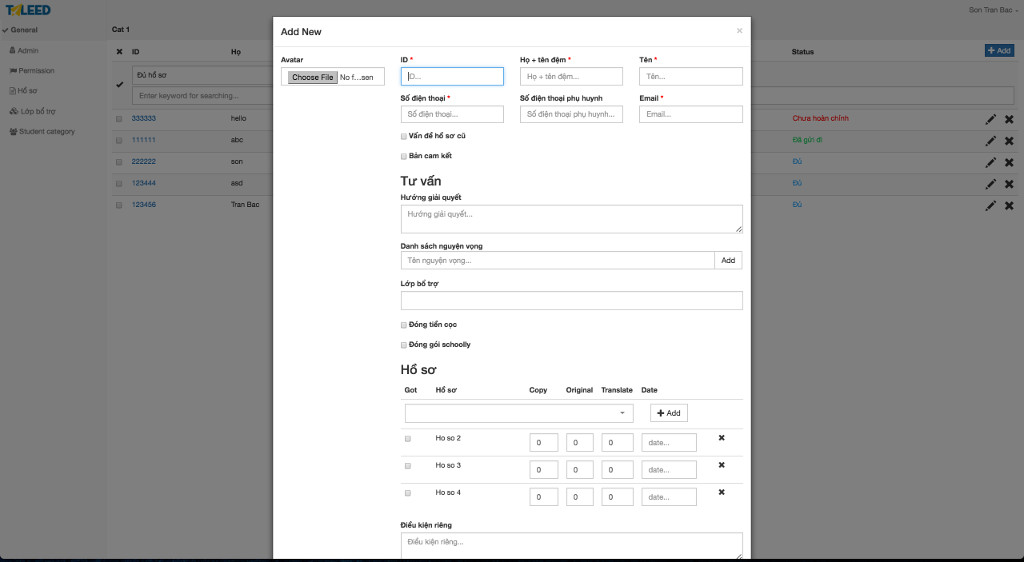 TALEED
Son Tran Bac
General
Admin
Permission
Hồ sơ
Lớp bổ trợ
Student category
Cat 1
ID
Họ
Status
Add
Đủ hồ sơ
Enter keyword for searching...
333333
hello
Chưa hoàn chỉnh
111111
abc
Đã gửi đi
222222
son
Đủ
123444
asd
Đủ
123456
Tran Bac
Đủ
Add New
×
Avatar
Choose File No f...sen
ID *
ID...
Họ + tên đệm *
Họ + tên đệm...
Tên *
Tên...
Số điện thoại *
Số điện thoại...
Số điện thoại phụ huynh
Số điện thoại phụ huynh...
Email *
Email...
Vấn đề hồ sơ cũ
Bản cam kết
Tư vấn
Hướng giải quyết
Hướng giải quyết...
Danh sách nguyện vọng
Tên nguyện vọng...
Add
Lớp bổ trợ
Đóng tiền cọc
Đóng gói schoolly
Hồ sơ
Got Hồ sơ Copy Original Translate Date
Add
Ho so 2 0 0 0 date...
Ho so 3 0 0 0 date...
Ho so 4 0 0 0 date...
Điều kiện riêng
Điều kiện riêng...